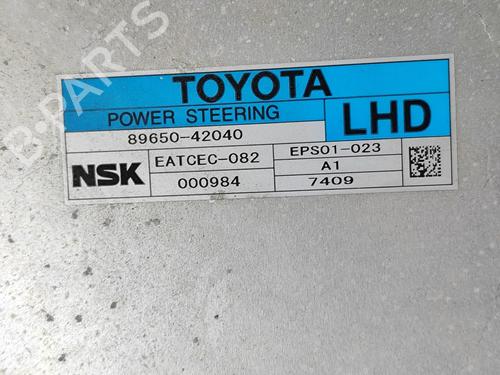 B-PARTS
TOYOTA
POWER STEERING
LHD
89650-42040
NSK
EATCEC-082
EPS01-023
A1
000984
7409